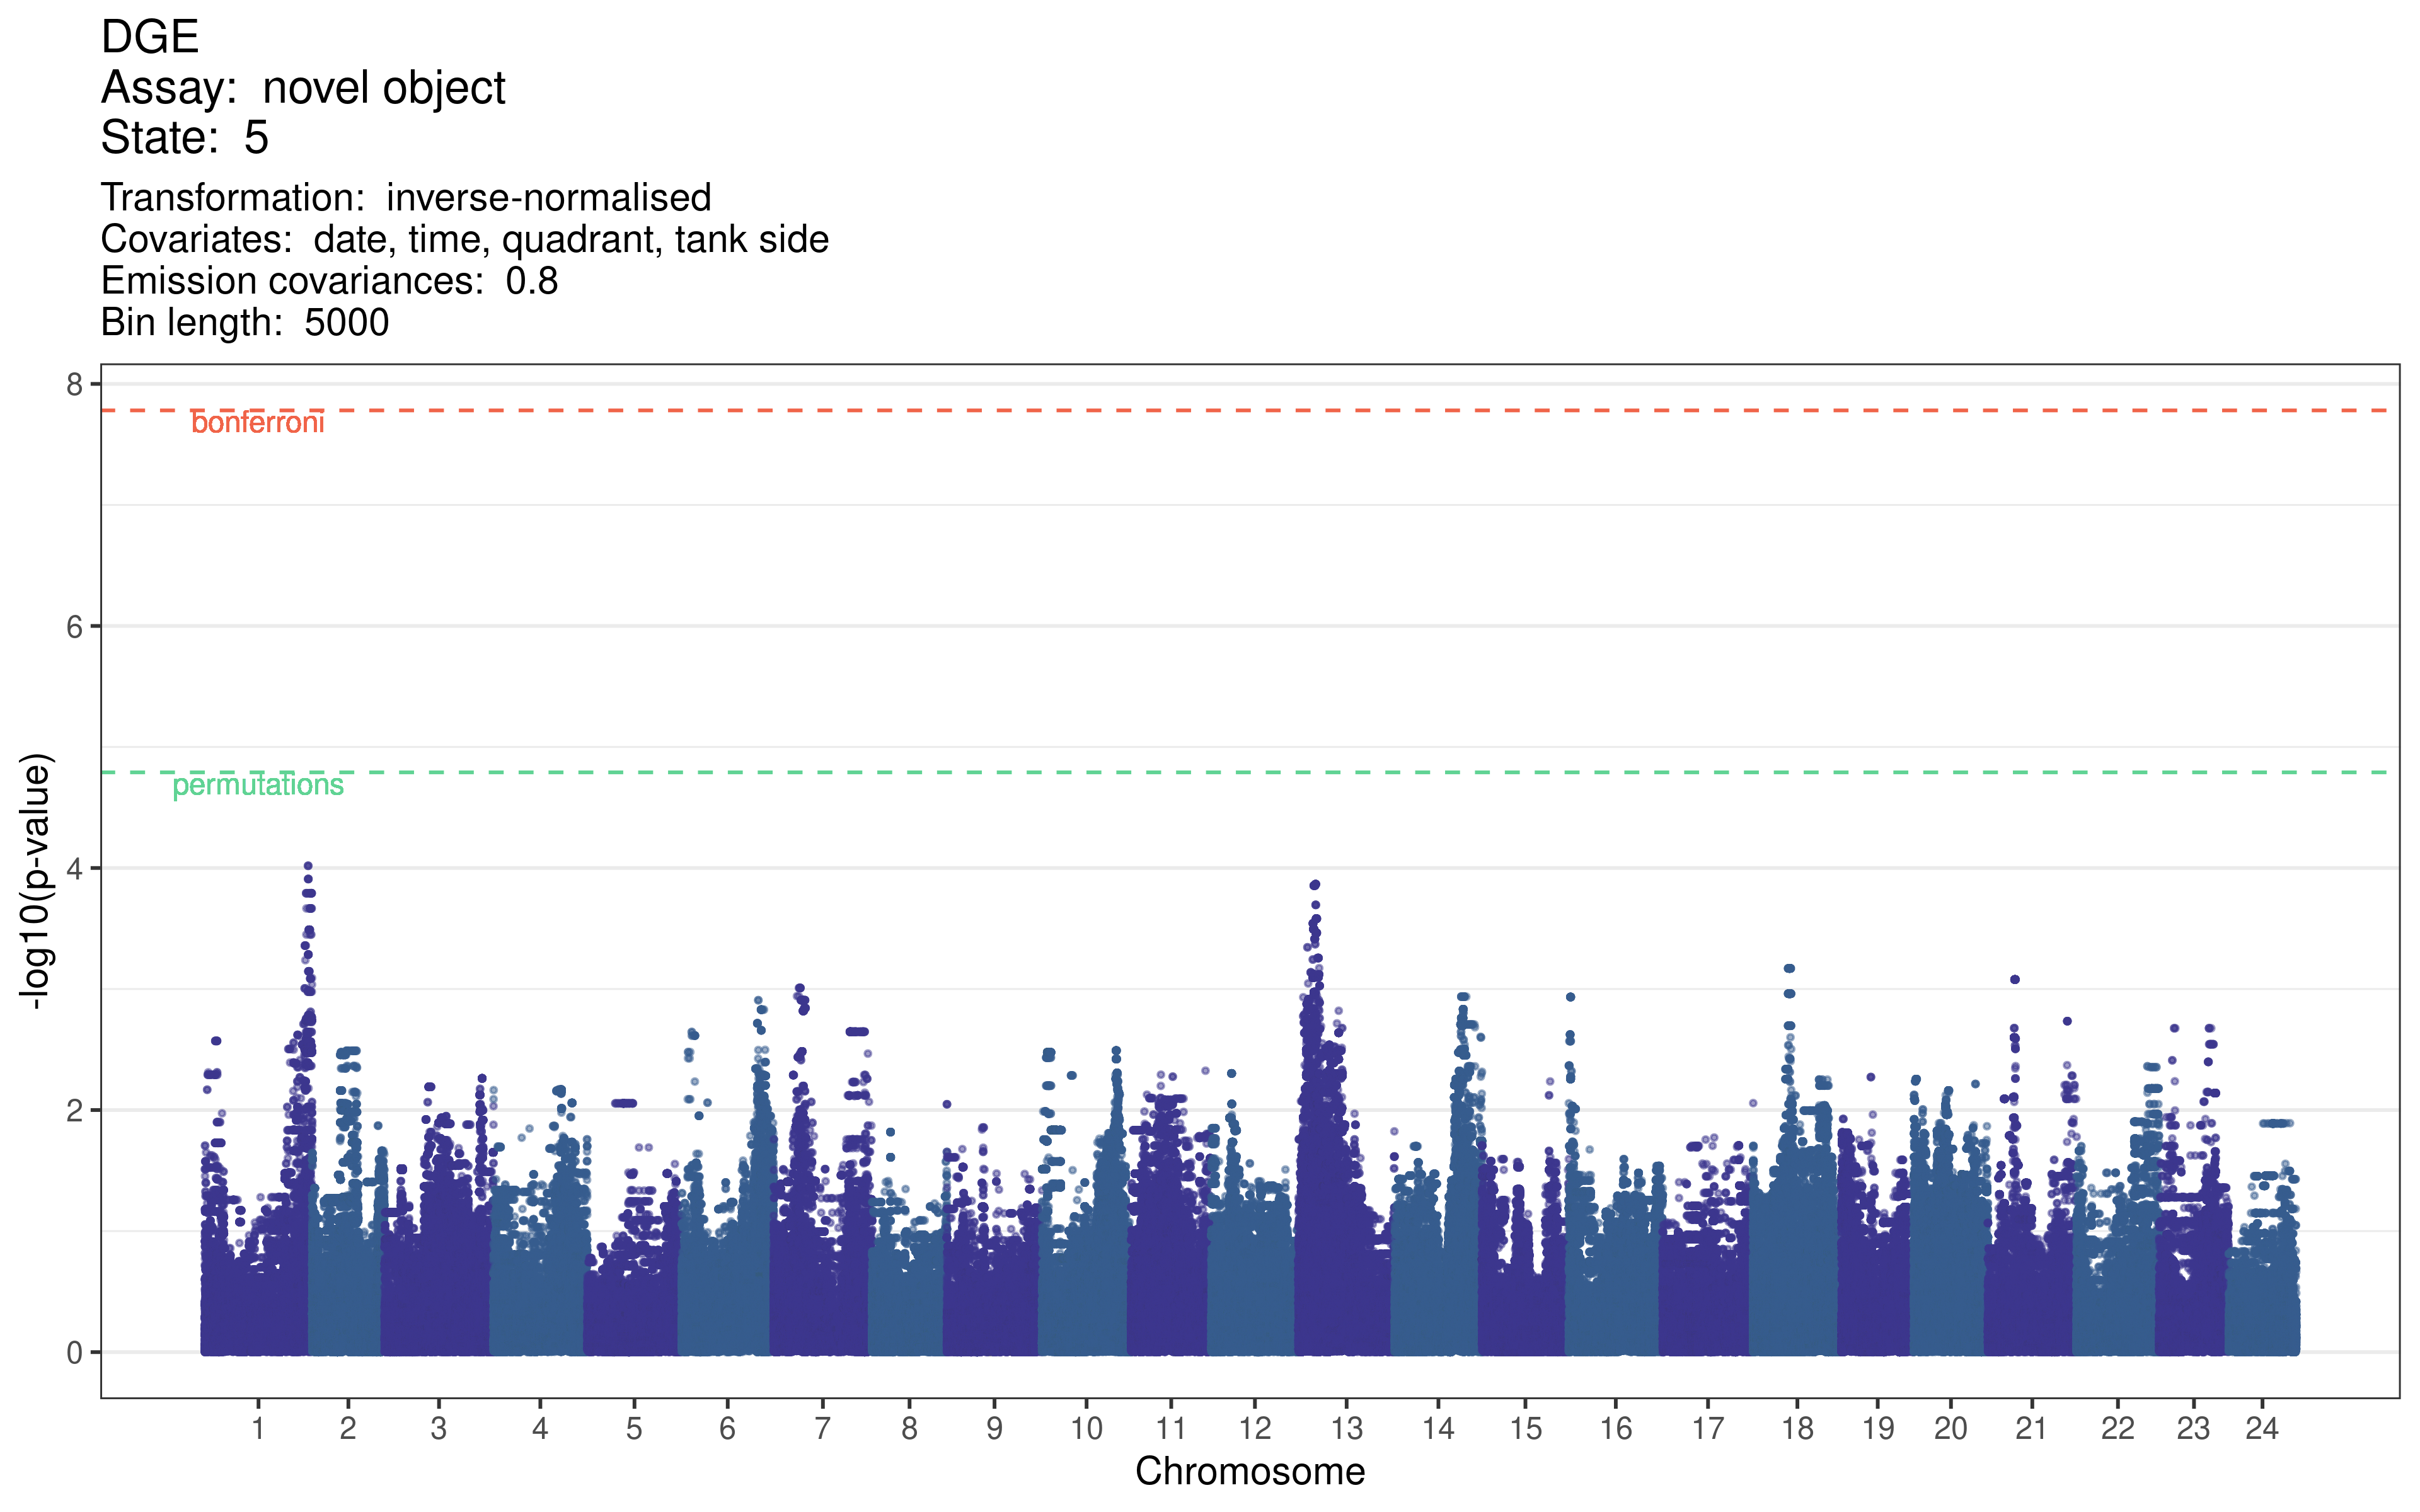 DGE
Assay:  novel object
State:  5
Transformation:  inverse-normalised
Covariates:  date, time, quadrant, tank side
Emission covariances:  0.8
Bin length:  5000
8
bonferroni
6
permutations
4
2
0
-log10(p-value)
1 2 3 4 5 6 7 8 9 10 11 12 13 14 15 16 17 18 19 20 21 22 23 24
Chromosome